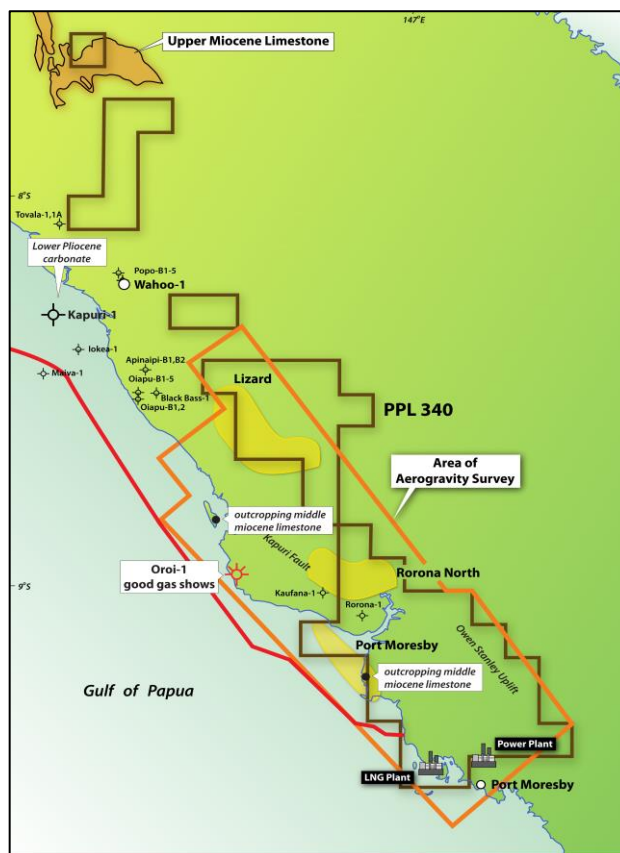 147°E
Upper Miocene Limestone
8°S
Tovala-1,1A
Lower Pliocene
carbonate
Popo-B1-5
Wahoo-1
Kapuri-1
Iokea-1
Maiva-1
Apinaipi-B1,B2
Oiapu-B1-5
Black Bass-1
Oiapu-B1,2
Lizard
PPL 340
Area of
Aerogravity Survey
outcropping middle
miocene limestone
Kapuri Fault
Oroi-1
good gas shows
9°S
Rorona North
Kaufana-1
Rorona-1
Port Moresby
Owen Stanley Uplift
outcropping middle
miocene limestone
Gulf of Papua
Power Plant
LNG Plant
Port Moresby